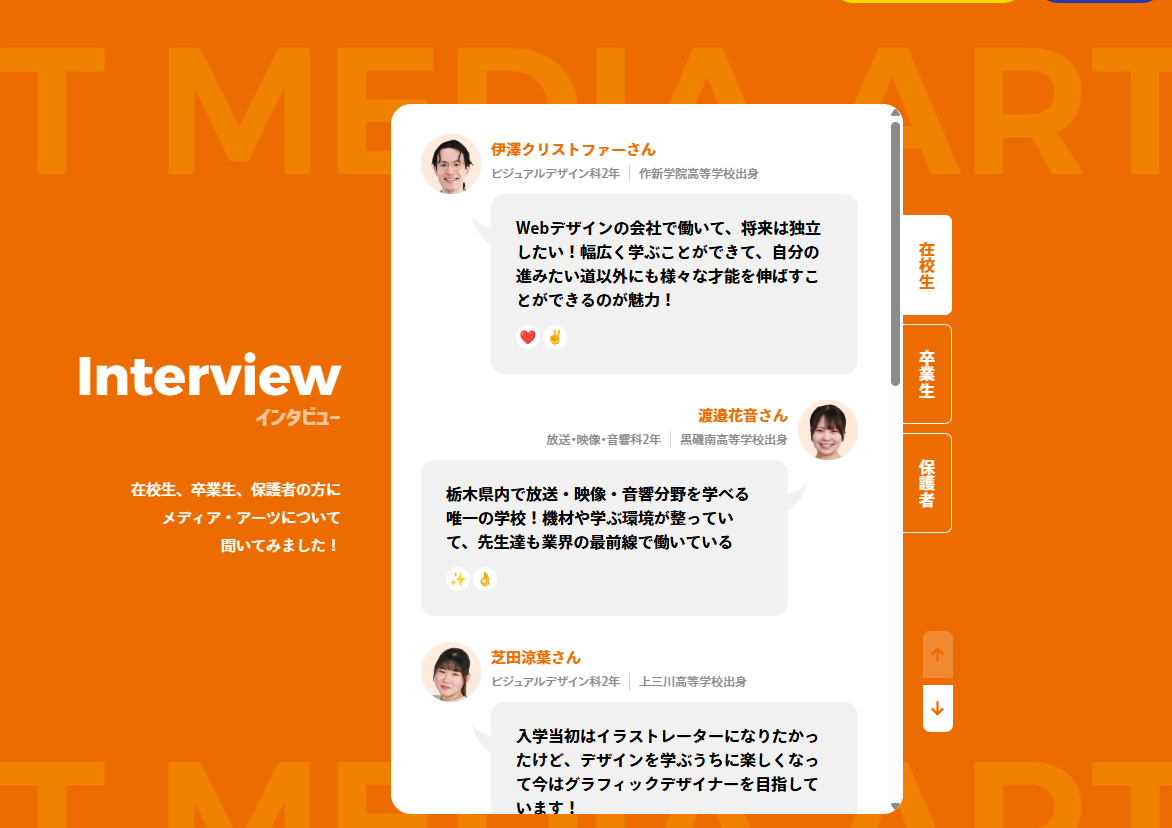 T MEDIA ART
Interview
インタビュー
在校生、卒業生、保護者の方に
メディア・アーツについて
聞いてみました！
伊澤クリストファーさん
ビジュアルデザイン科2年
作新学院高等学校出身
Webデザインの会社で働いて、将来は独立
したい！幅広く学ぶことができて、自分の
進みたい道以外にも様々な才能を伸ばすこ
とができるのが魅力！
渡邉花音さん
放送・映像・音響科2年
黒磯南高等学校出身
栃木県内で放送・映像・音響分野を学べる
唯一の学校！機材や学ぶ環境が整ってい
て、先生達も業界の最前線で働いている
芝田涼葉さん
ビジュアルデザイン科2年
上三川高等学校出身
入学当初はイラストレーターになりたかっ
たけど、デザインを学ぶうちに楽しくなっ
て今はグラフィックデザイナーを目指して
います！
在校生
卒業生
保護者
T MEDIA ART